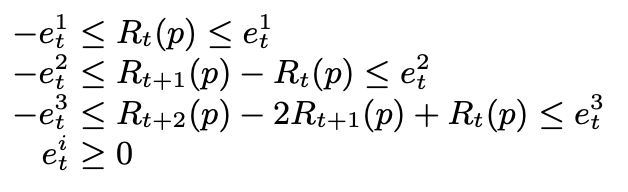 −e_t^1 ≤ R_t(p) ≤ e_t^1
−e_t^2 ≤ R_{t+1}(p) − R_t(p) ≤ e_t^2
−e_t^3 ≤ R_{t+2}(p) − 2R_{t+1}(p) + R_t(p) ≤ e_t^3
e_t^i ≥ 0